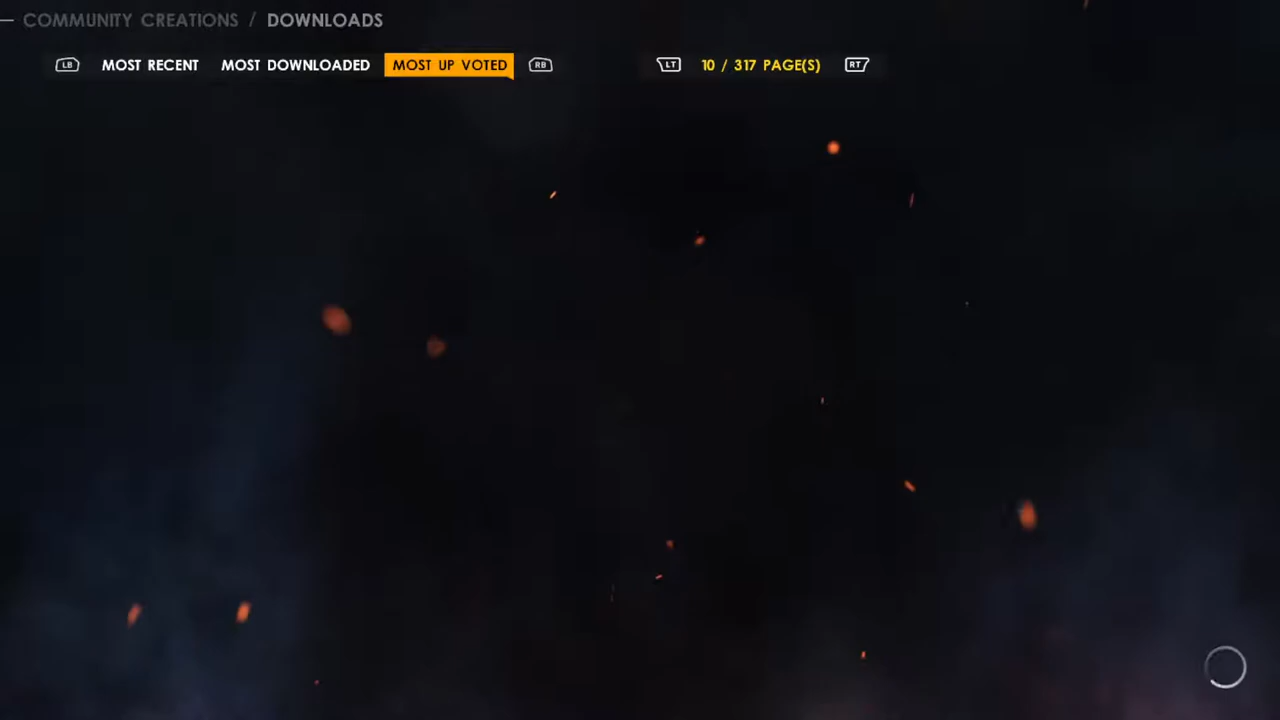 COMMUNITY CREATIONS / DOWNLOADS
LB MOST RECENT MOST DOWNLOADED MOST UP VOTED RB LT 10 / 317 PAGE(S) RT